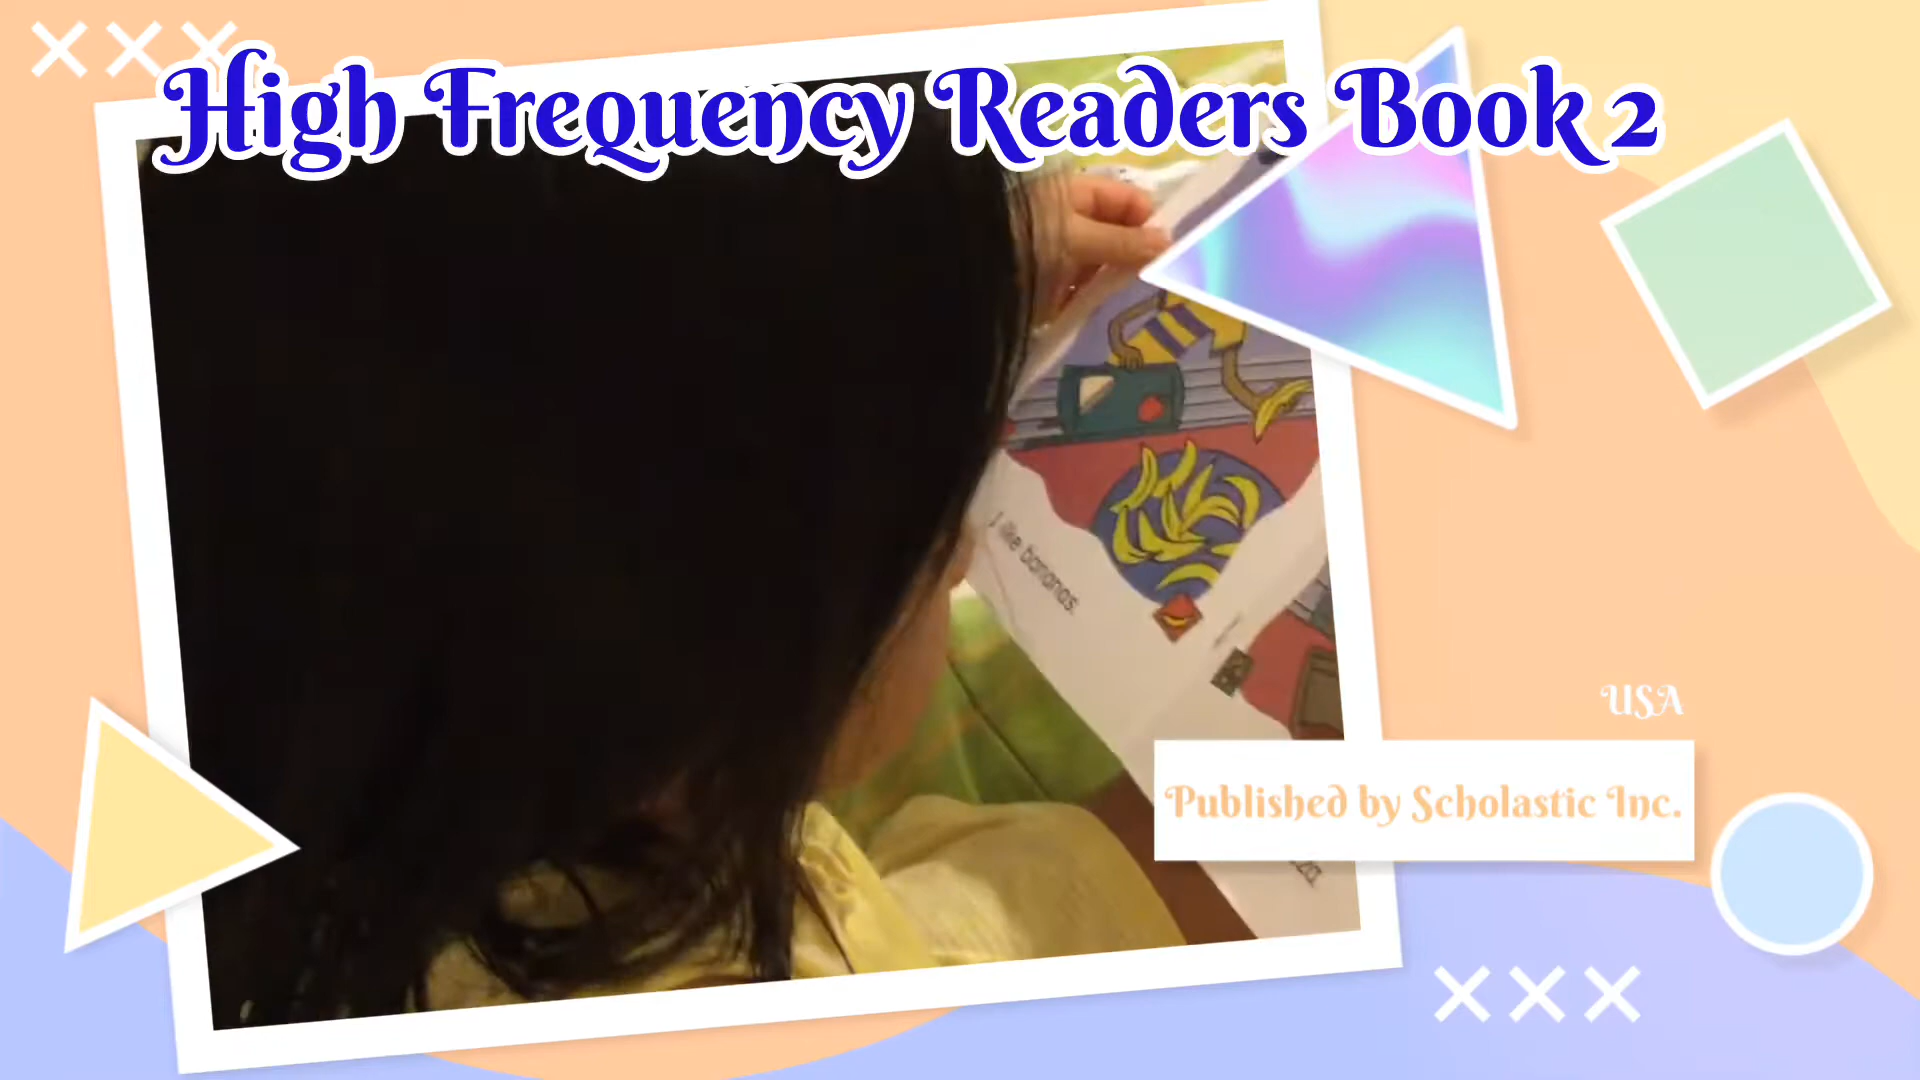 High Frequency Readers Book 2
I like bananas.
USA
Published by Scholastic Inc.